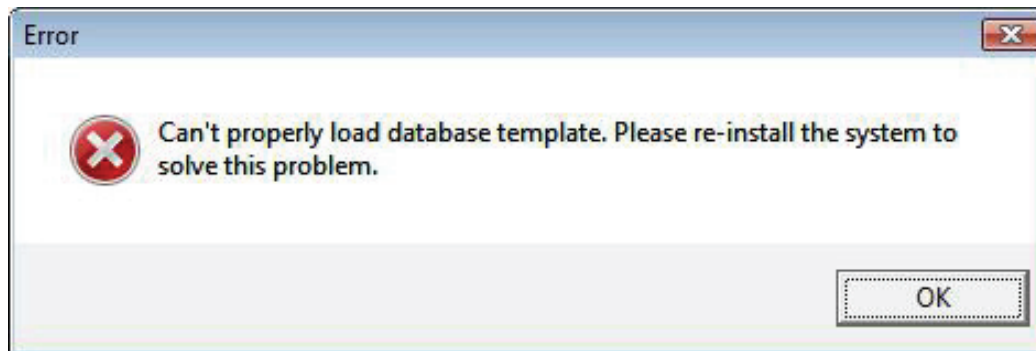 Error
Can't properly load database template. Please re-install the system to
solve this problem.
OK